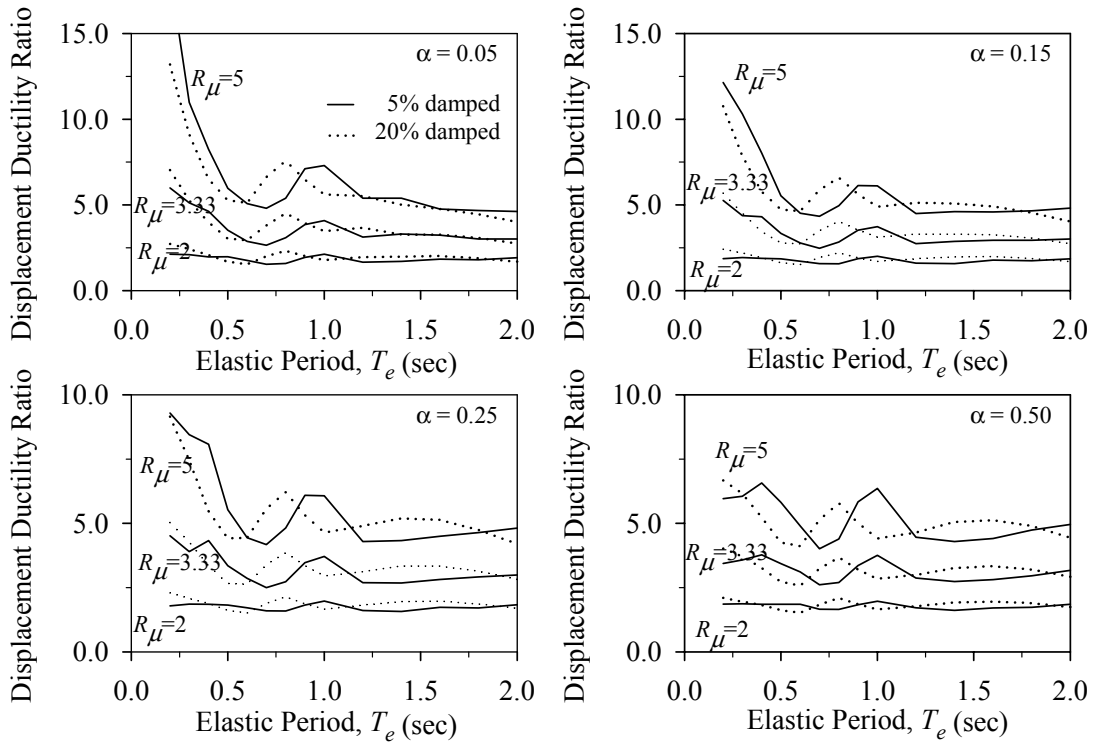 Displacement Ductility Ratio
15.0
10.0
5.0
0.0
α = 0.05
R_μ=5
5% damped
20% damped
R_μ=3.33
R_μ=2
0.0 0.5 1.0 1.5 2.0
Elastic Period, T_e (sec)
Displacement Ductility Ratio
15.0
10.0
5.0
0.0
α = 0.15
R_μ=5
R_μ=3.33
R_μ=2
0.0 0.5 1.0 1.5 2.0
Elastic Period, T_e (sec)
Displacement Ductility Ratio
10.0
5.0
0.0
α = 0.25
R_μ=5
R_μ=3.33
R_μ=2
0.0 0.5 1.0 1.5 2.0
Elastic Period, T_e (sec)
Displacement Ductility Ratio
10.0
5.0
0.0
α = 0.50
R_μ=5
R_μ=3.33
R_μ=2
0.0 0.5 1.0 1.5 2.0
Elastic Period, T_e (sec)